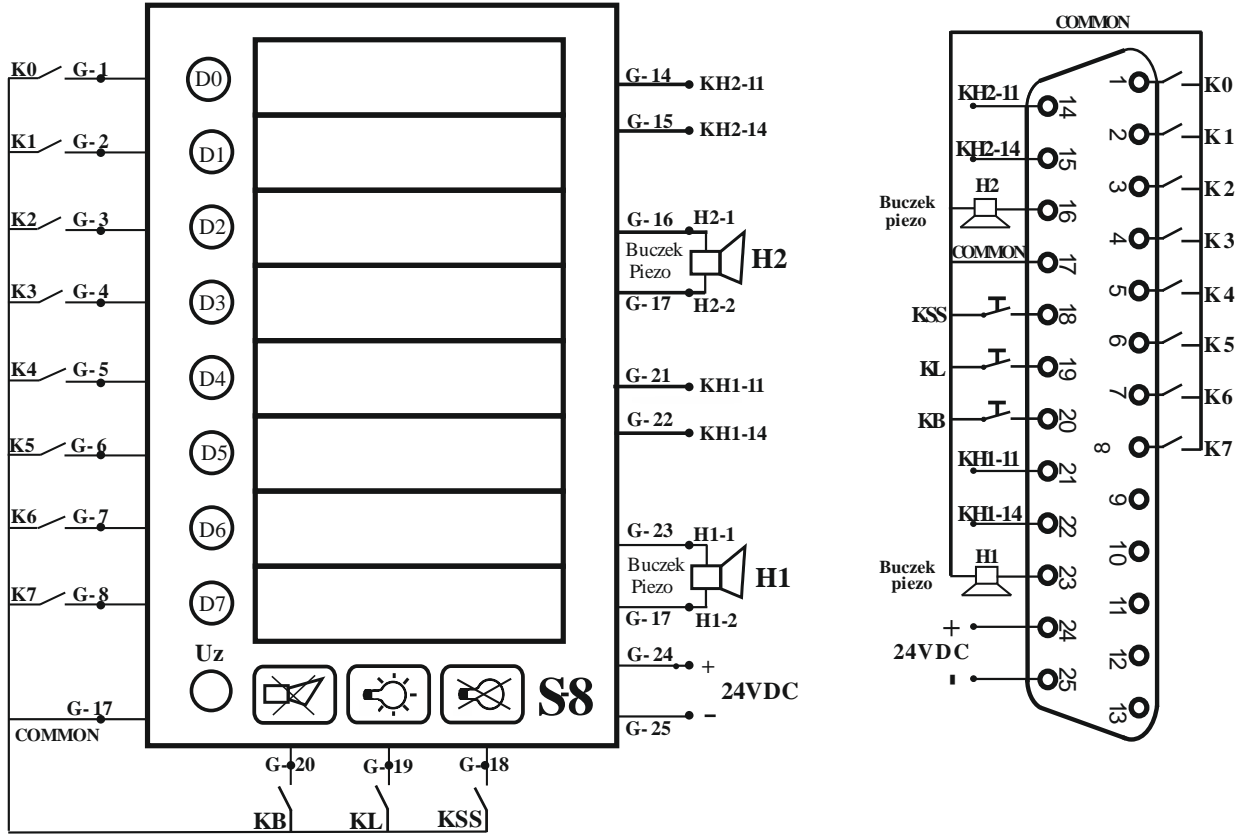 K0 G-1
K1 G-2
K2 G-3
K3 G-4
K4 G-5
K5 G-6
K6 G-7
K7 G-8
G-17
COMMON
D0
D1
D2
D3
D4
D5
D6
D7
Uz
S-8
G-20
G-19
G-18
KB
KL
KSS
G-14 KH2-11
G-15 KH2-14
G-16 H2-1
Buczek
Piezo
H2
G-17 H2-2
G-21 KH1-11
G-22 KH1-14
G-23 H1-1
Buczek
Piezo
H1
G-17 H1-2
G-24 +
24VDC
G-25 -
COMMON
KH2-11
KH2-14
H2
Buczek
piezo
COMMON
KSS
KL
KB
KH1-11
KH1-14
H1
Buczek
piezo
+
24VDC
-
14
15
16
17
18
19
20
21
22
23
24
25
1
2
3
4
5
6
7
8
9
10
11
12
13
K0
K1
K2
K3
K4
K5
K6
K7